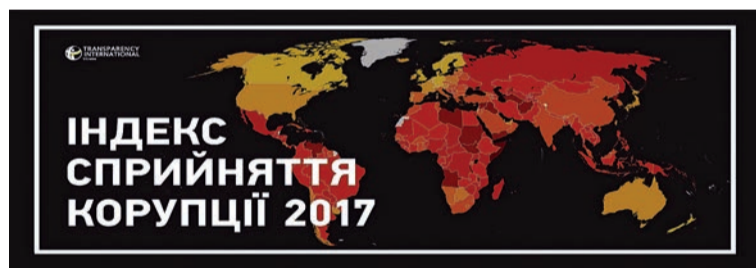 TRANSPARENCY
INTERNATIONAL
ІНДЕКС
СПРИЙНЯТТЯ
КОРУПЦІЇ 2017